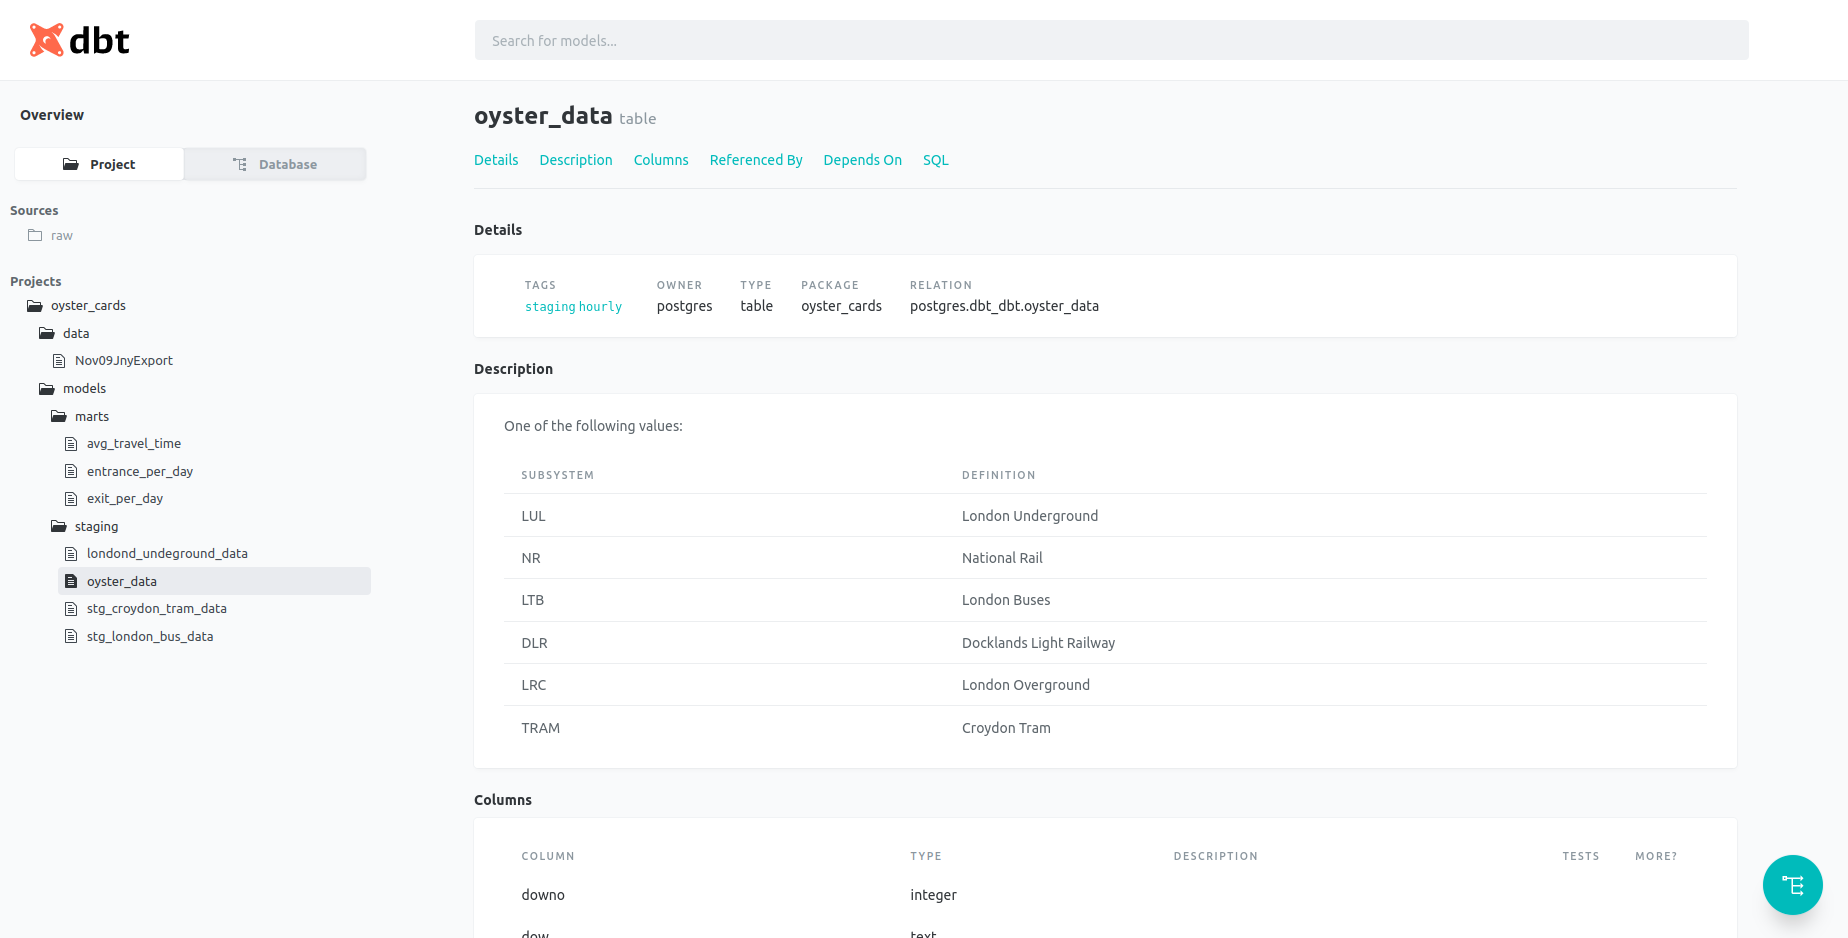 dbt
Search for models...
Overview
Project
Database
Sources
raw
Projects
oyster_cards
data
Nov09JnyExport
models
marts
avg_travel_time
entrance_per_day
exit_per_day
staging
londond_undeground_data
oyster_data
stg_croydon_tram_data
stg_london_bus_data
oyster_data table
Details Description Columns Referenced By Depends On SQL
Details
TAGS OWNER TYPE PACKAGE RELATION
staging hourly postgres table oyster_cards postgres.dbt_dbt.oyster_data
Description
One of the following values:
SUBSYSTEM DEFINITION
LUL London Underground
NR National Rail
LTB London Buses
DLR Docklands Light Railway
LRC London Overground
TRAM Croydon Tram
Columns
COLUMN TYPE DESCRIPTION TESTS MORE?
downo integer
dow text